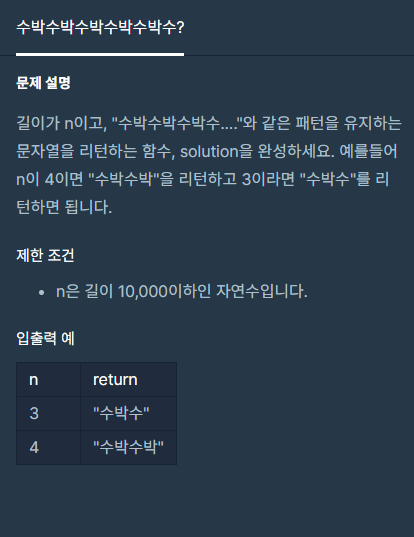 수박수박수박수박수박수?
문제 설명
길이가 n이고, "수박수박수박수...."와 같은 패턴을 유지하는
문자열을 리턴하는 함수, solution을 완성하세요. 예를들어
n이 4이면 "수박수박"을 리턴하고 3이라면 "수박수"를 리
턴하면 됩니다.
제한 조건
• n은 길이 10,000이하인 자연수입니다.
입출력 예
n return
3 "수박수"
4 "수박수박"